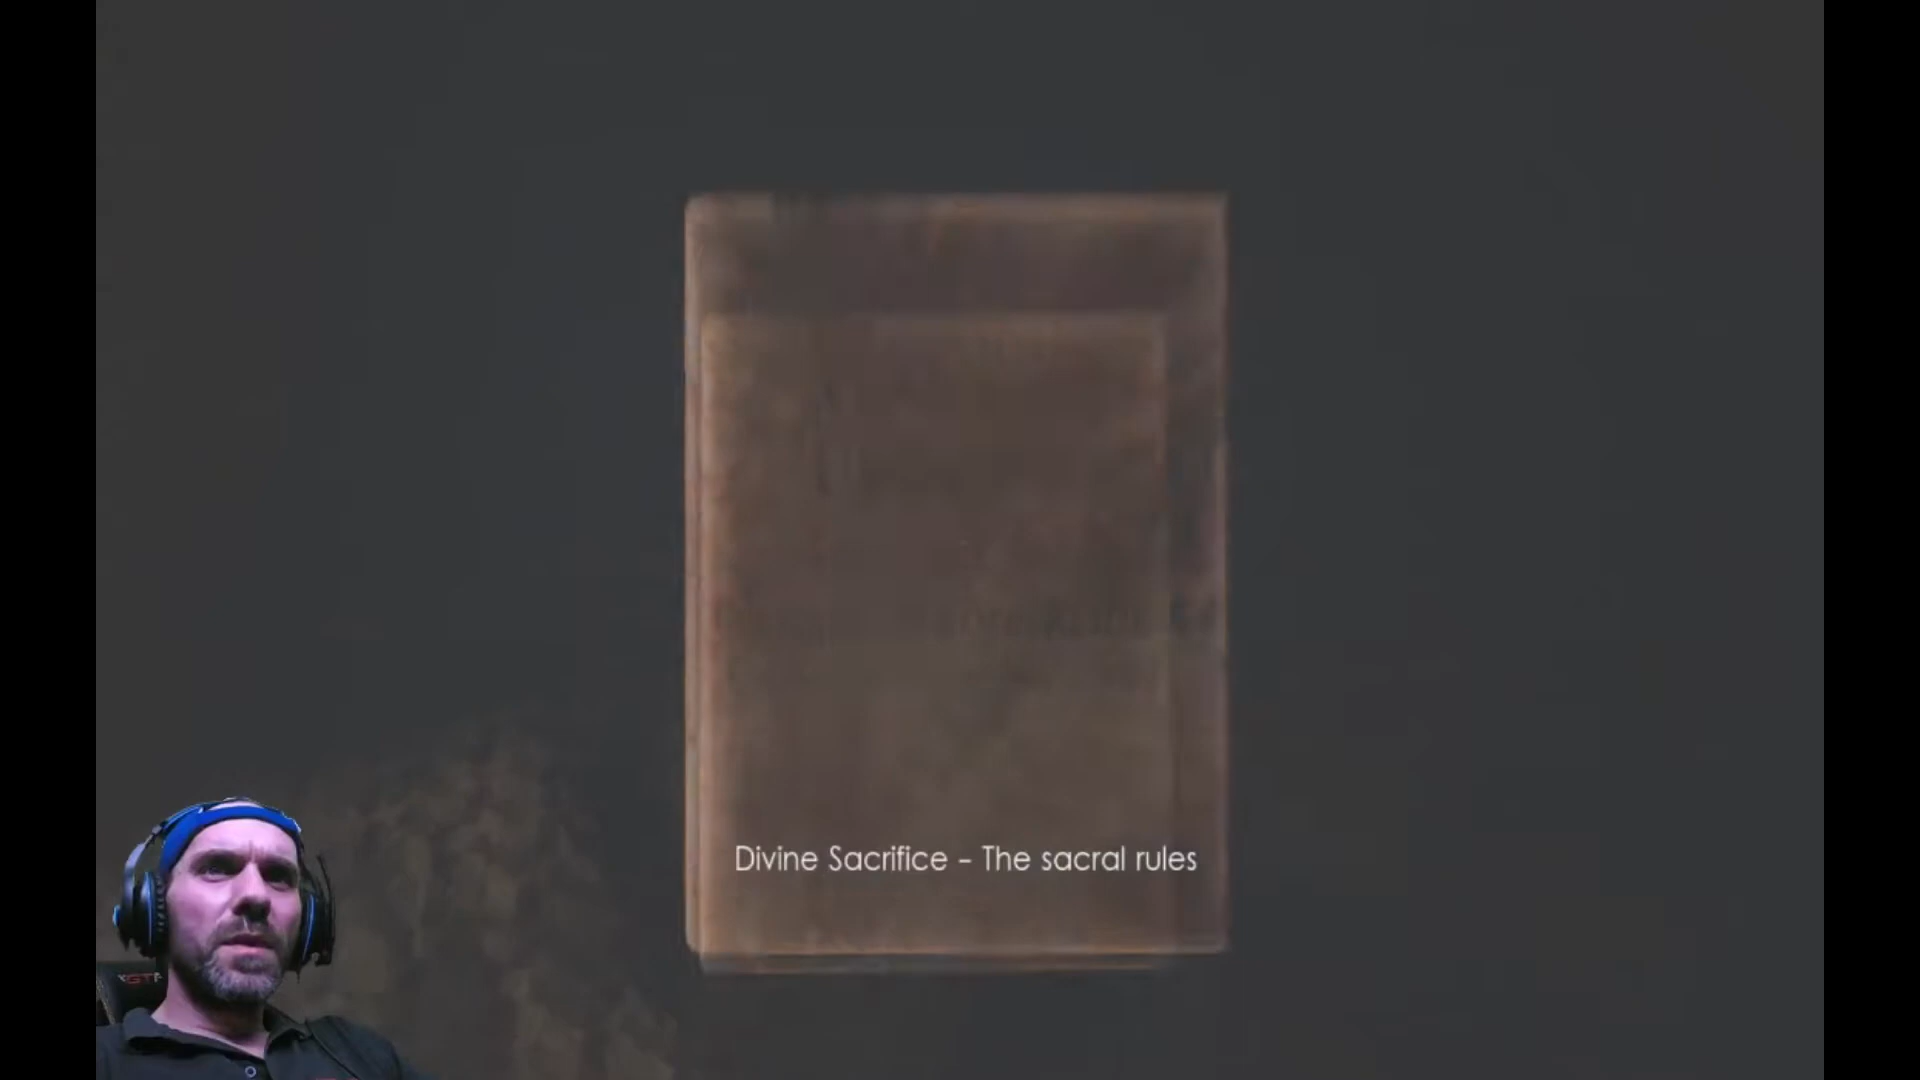 Divine Sacrifice – The sacral rules